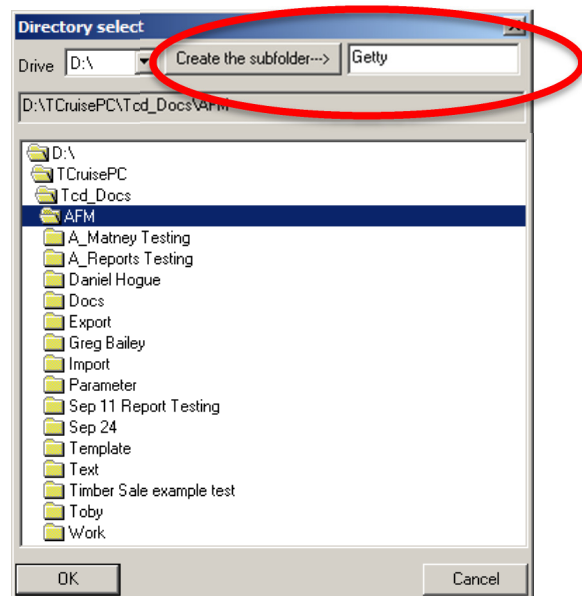 Directory select
Drive D:\ Create the subfolder---> Getty
D:\TCruisePC\Tcd_Docs\AFM
D:\
TCruisePC
Tcd_Docs
AFM
A_Matney Testing
A_Reports Testing
Daniel Hogue
Docs
Export
Greg Bailey
Import
Parameter
Sep 11 Report Testing
Sep 24
Template
Text
Timber Sale example test
Toby
Work
OK Cancel